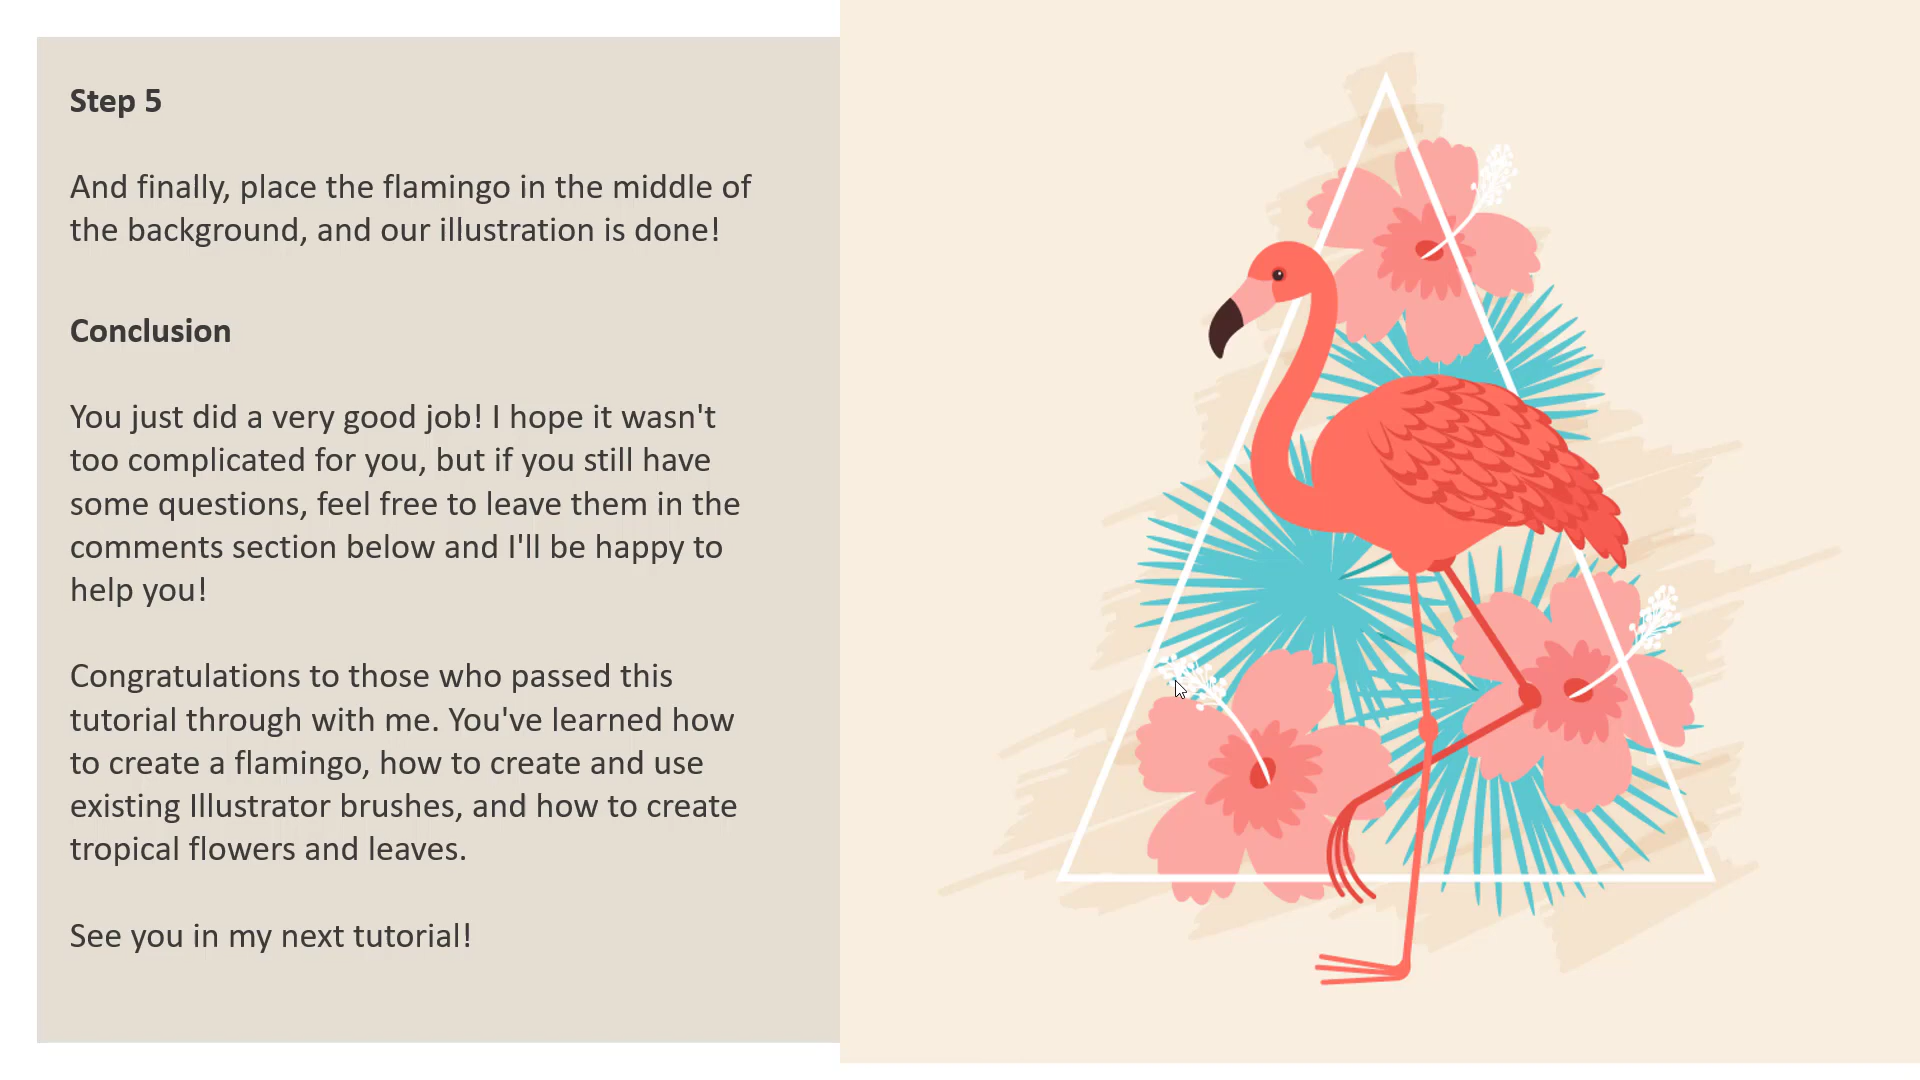 Step 5
And finally, place the flamingo in the middle of
the background, and our illustration is done!
Conclusion
You just did a very good job! I hope it wasn't
too complicated for you, but if you still have
some questions, feel free to leave them in the
comments section below and I'll be happy to
help you!
Congratulations to those who passed this
tutorial through with me. You've learned how
to create a flamingo, how to create and use
existing Illustrator brushes, and how to create
tropical flowers and leaves.
See you in my next tutorial!